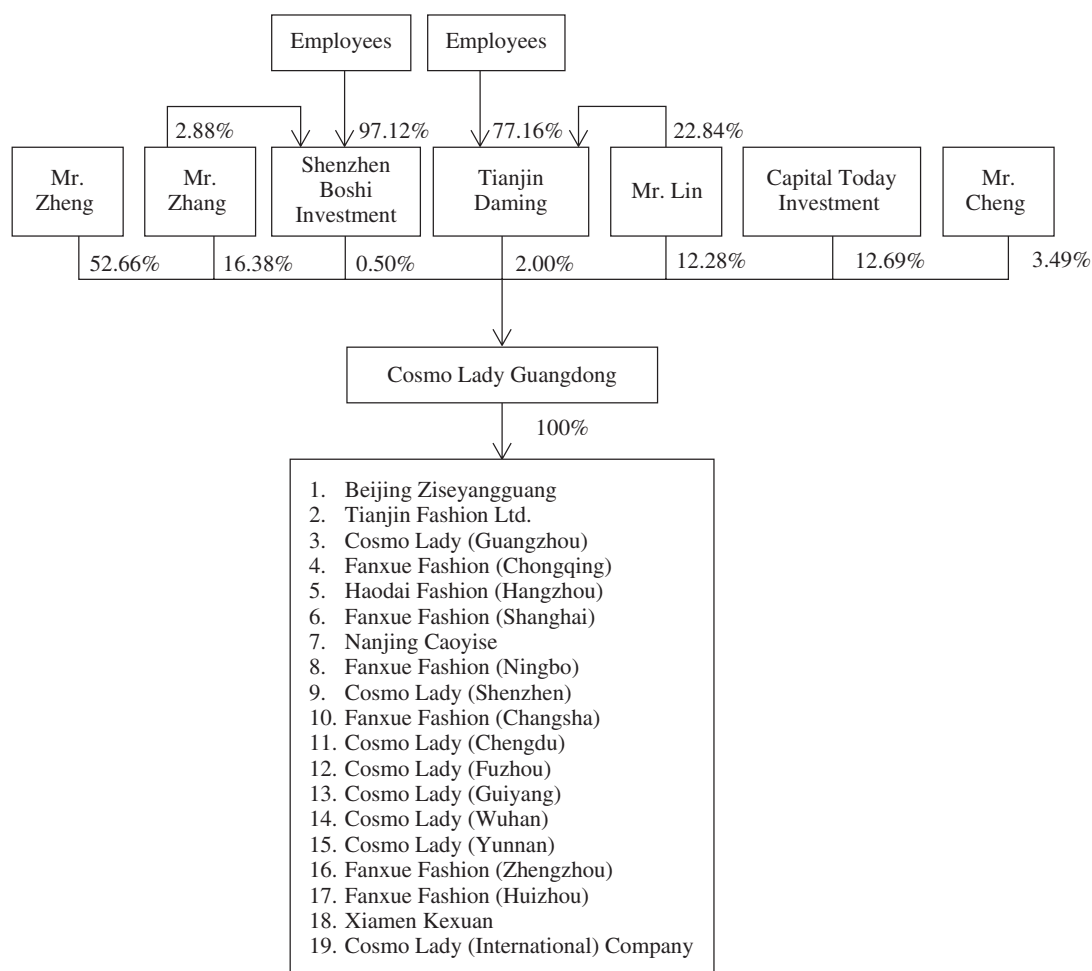 Employees
Employees
2.88%
97.12%
77.16%
22.84%
Mr.
Zheng
Mr.
Zhang
Shenzhen
Boshi
Investment
Tianjin
Daming
Mr. Lin
Capital Today
Investment
Mr.
Cheng
52.66%
16.38%
0.50%
2.00%
12.28%
12.69%
3.49%
Cosmo Lady Guangdong
100%
1. Beijing Ziseyangguang
2. Tianjin Fashion Ltd.
3. Cosmo Lady (Guangzhou)
4. Fanxue Fashion (Chongqing)
5. Haodai Fashion (Hangzhou)
6. Fanxue Fashion (Shanghai)
7. Nanjing Caoyise
8. Fanxue Fashion (Ningbo)
9. Cosmo Lady (Shenzhen)
10. Fanxue Fashion (Changsha)
11. Cosmo Lady (Chengdu)
12. Cosmo Lady (Fuzhou)
13. Cosmo Lady (Guiyang)
14. Cosmo Lady (Wuhan)
15. Cosmo Lady (Yunnan)
16. Fanxue Fashion (Zhengzhou)
17. Fanxue Fashion (Huizhou)
18. Xiamen Kexuan
19. Cosmo Lady (International) Company